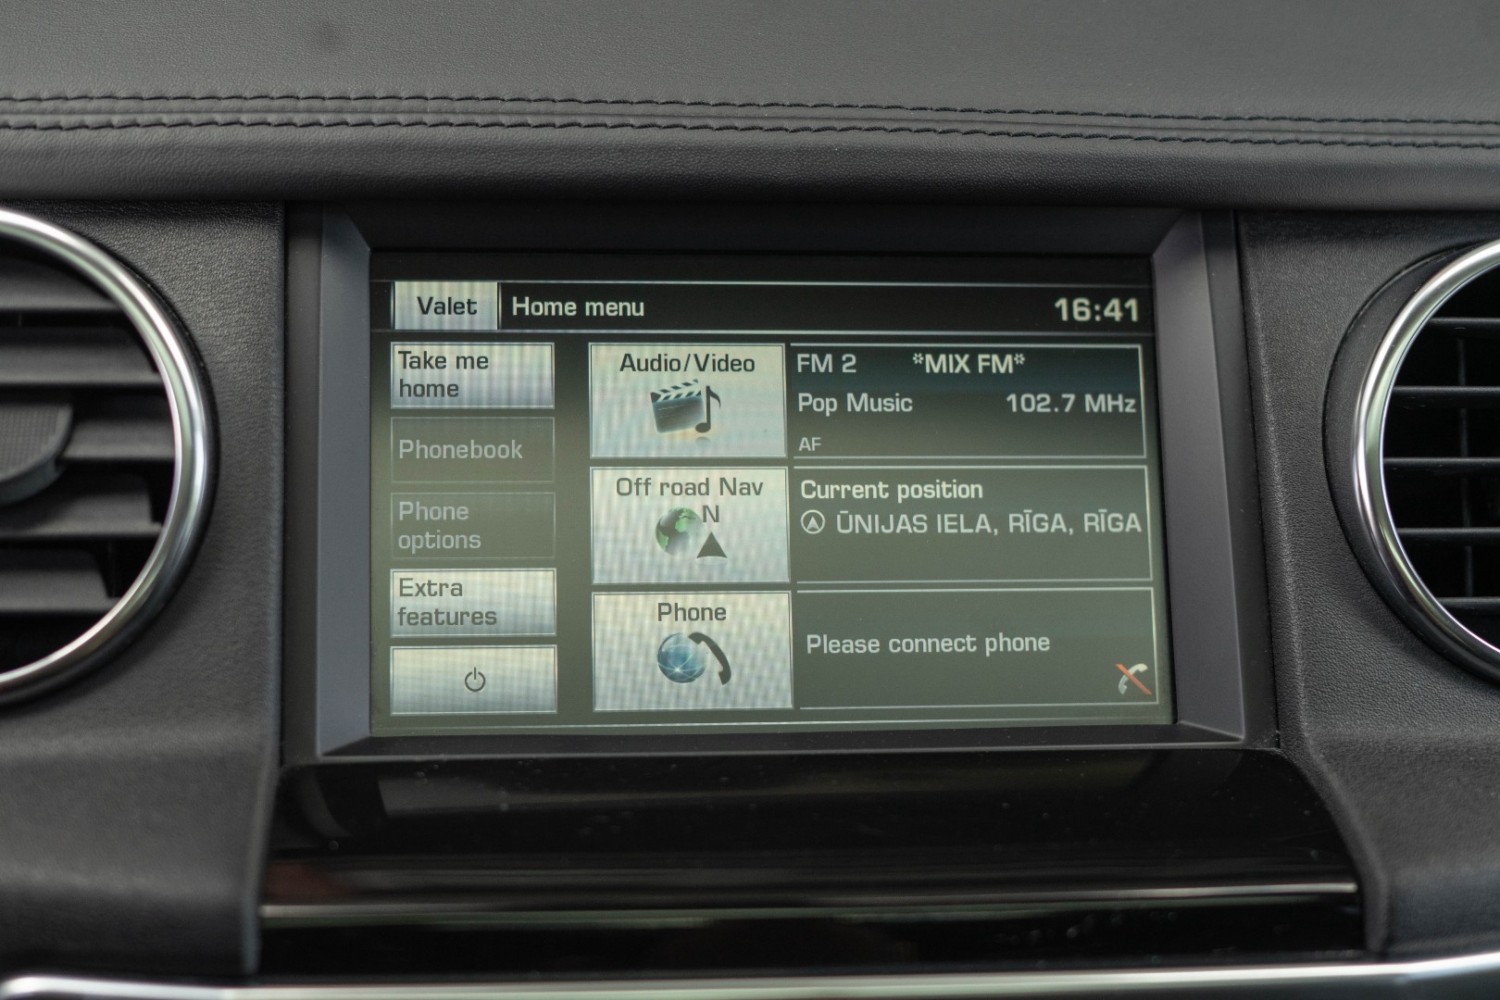 Valet
Home menu
16:41
Take me
home
Phonebook
Phone
options
Extra
features
Audio/Video
FM 2 *MIX FM*
Pop Music 102.7 MHz
AF
Off road Nav
N
Current position
ŪNIJAS IELA, RĪGA, RĪGA
Phone
Please connect phone